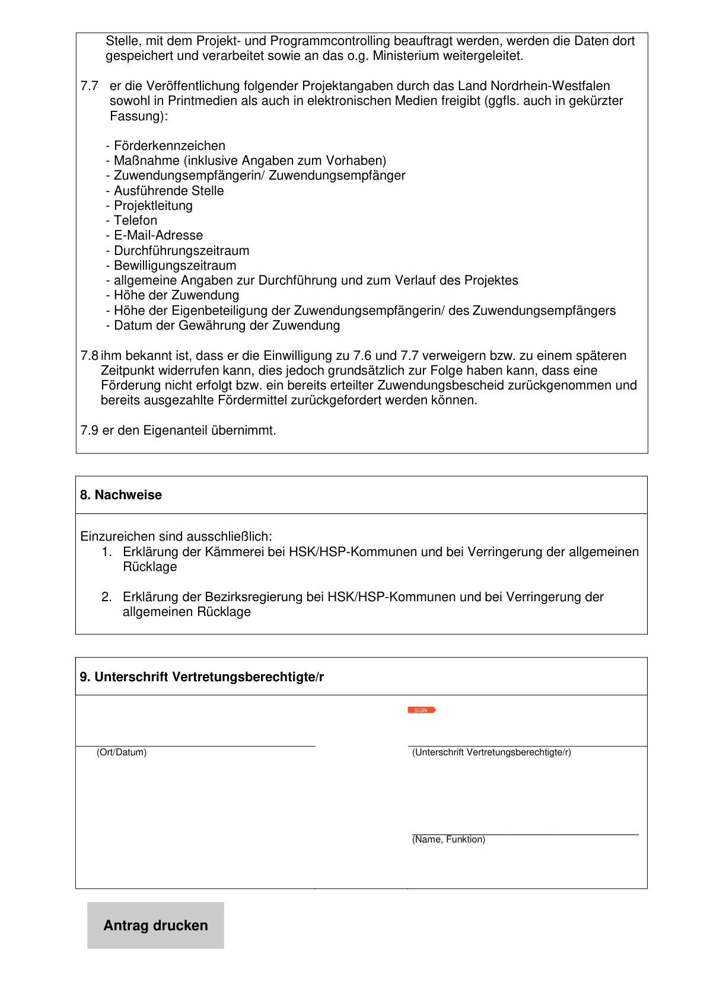 Stelle, mit dem Projekt- und Programmcontrolling beauftragt werden, werden die Daten dort
gespeichert und verarbeitet sowie an das o.g. Ministerium weitergeleitet.
7.7 er die Veröffentlichung folgender Projektangaben durch das Land Nordrhein-Westfalen
sowohl in Printmedien als auch in elektronischen Medien freigibt (ggfls. auch in gekürzter
Fassung):
- Förderkennzeichen
- Maßnahme (inklusive Angaben zum Vorhaben)
- Zuwendungsempfängerin/ Zuwendungsempfänger
- Ausführende Stelle
- Projektleitung
- Telefon
- E-Mail-Adresse
- Durchführungszeitraum
- Bewilligungszeitraum
- allgemeine Angaben zur Durchführung und zum Verlauf des Projektes
- Höhe der Zuwendung
- Höhe der Eigenbeteiligung der Zuwendungsempfängerin/ des Zuwendungsempfängers
- Datum der Gewährung der Zuwendung
7.8 ihm bekannt ist, dass er die Einwilligung zu 7.6 und 7.7 verweigern bzw. zu einem späteren
Zeitpunkt widerrufen kann, dies jedoch grundsätzlich zur Folge haben kann, dass eine
Förderung nicht erfolgt bzw. ein bereits erteilter Zuwendungsbescheid zurückgenommen und
bereits ausgezahlte Fördermittel zurückgefordert werden können.
7.9 er den Eigenanteil übernimmt.
8. Nachweise
Einzureichen sind ausschließlich:
1. Erklärung der Kämmerei bei HSK/HSP-Kommunen und bei Verringerung der allgemeinen
Rücklage
2. Erklärung der Bezirksregierung bei HSK/HSP-Kommunen und bei Verringerung der
allgemeinen Rücklage
9. Unterschrift Vertretungsberechtigte/r
SIGN
(Ort/Datum)
(Unterschrift Vertretungsberechtigte/r)
(Name, Funktion)
Antrag drucken